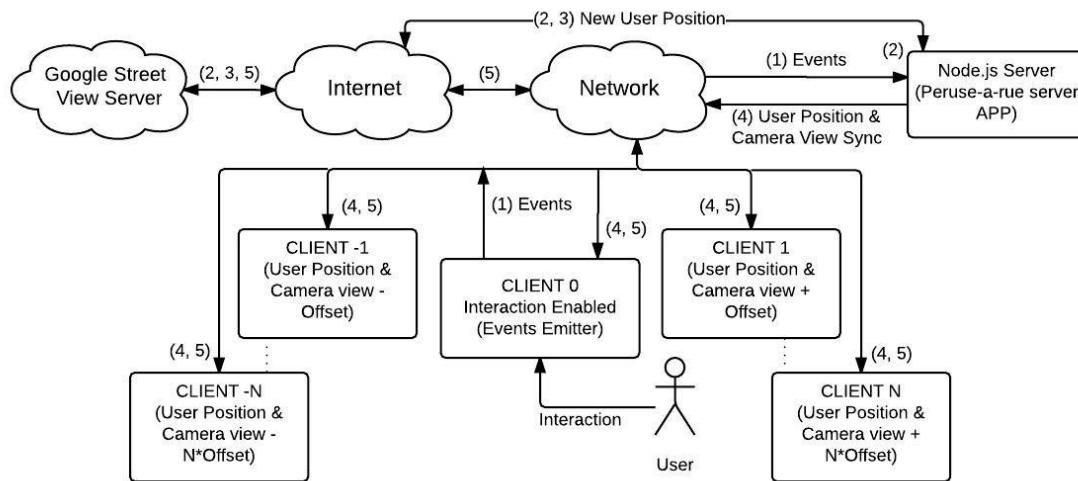 (2, 3) New User Position
Google Street
View Server
(2, 3, 5)
Internet
(5)
Network
(1) Events
(2)
Node.js Server
(Peruse-a-rue server
APP)
(4) User Position &
Camera View Sync
(4, 5)
(1) Events
(4, 5)
(4, 5)
CLIENT -1
(User Position &
Camera view -
Offset)
CLIENT 0
Interaction Enabled
(Events Emitter)
CLIENT 1
(User Position &
Camera view +
Offset)
(4, 5)
(4, 5)
CLIENT -N
(User Position &
Camera view -
N*Offset)
Interaction
User
CLIENT N
(User Position &
Camera view +
N*Offset)